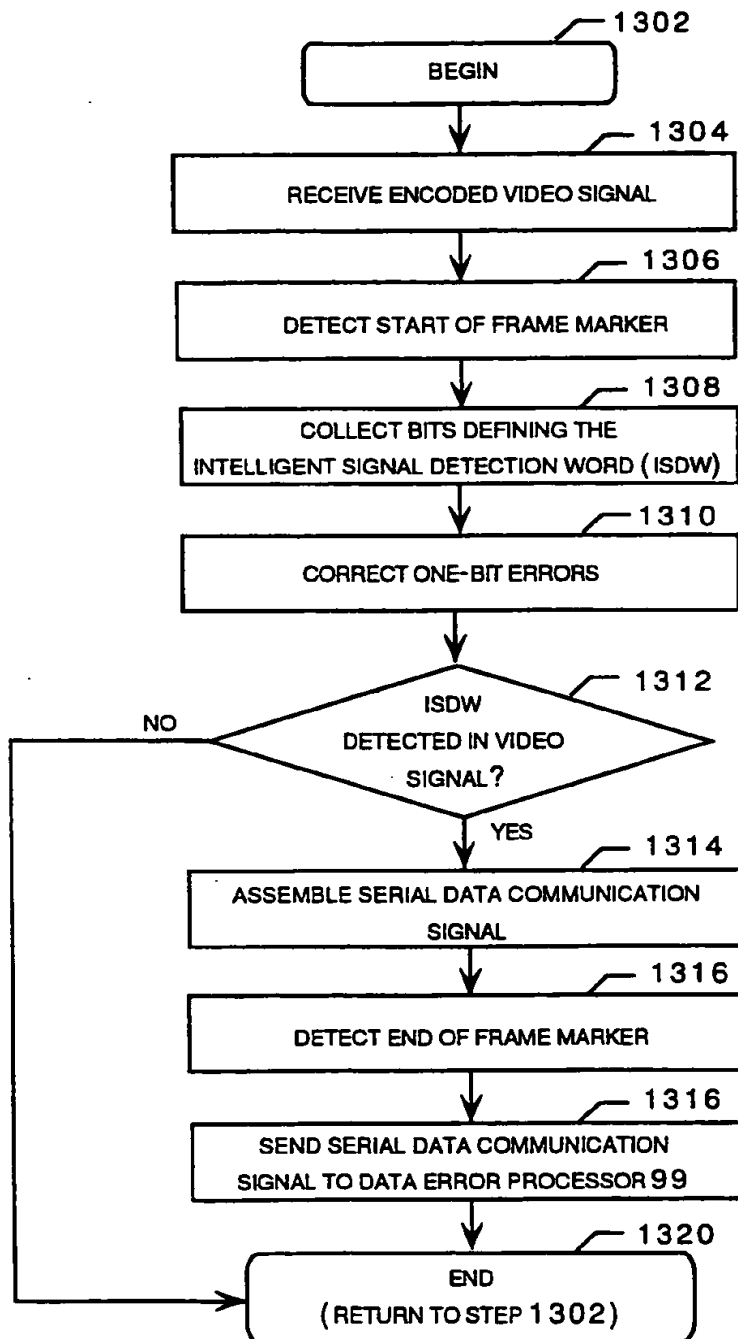 1302
BEGIN
1304
RECEIVE ENCODED VIDEO SIGNAL
1306
DETECT START OF FRAME MARKER
1308
COLLECT BITS DEFINING THE
INTELLIGENT SIGNAL DETECTION WORD (ISDW)
1310
CORRECT ONE-BIT ERRORS
1312
ISDW
DETECTED IN VIDEO
SIGNAL?
NO
YES
1314
ASSEMBLE SERIAL DATA COMMUNICATION
SIGNAL
1316
DETECT END OF FRAME MARKER
1316
SEND SERIAL DATA COMMUNICATION
SIGNAL TO DATA ERROR PROCESSOR 99
1320
END
(RETURN TO STEP 1302)